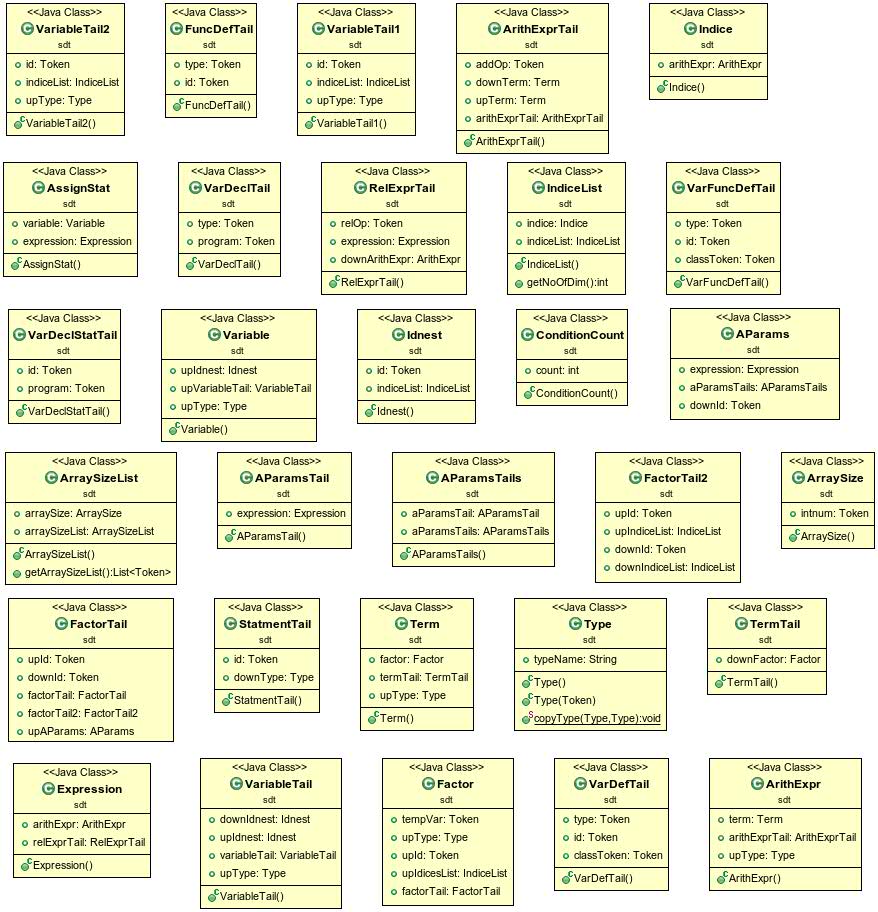 <<Java Class>>
VariableTail2
sdt
id: Token
indiceList: IndiceList
upType: Type
VariableTail2()
<<Java Class>>
FuncDefTail
sdt
type: Token
id: Token
FuncDefTail()
<<Java Class>>
VariableTail1
sdt
id: Token
indiceList: IndiceList
upType: Type
VariableTail1()
<<Java Class>>
ArithExprTail
sdt
addOp: Token
downTerm: Term
upTerm: Term
arithExprTail: ArithExprTail
ArithExprTail()
<<Java Class>>
Indice
sdt
arithExpr: ArithExpr
Indice()
<<Java Class>>
AssignStat
sdt
variable: Variable
expression: Expression
AssignStat()
<<Java Class>>
VarDeclTail
sdt
type: Token
program: Token
VarDeclTail()
<<Java Class>>
RelExprTail
sdt
relOp: Token
expression: Expression
downArithExpr: ArithExpr
RelExprTail()
<<Java Class>>
IndiceList
sdt
indice: Indice
indiceList: IndiceList
IndiceList()
getNoOfDim():int
<<Java Class>>
VarFuncDefTail
sdt
type: Token
id: Token
classToken: Token
VarFuncDefTail()
<<Java Class>>
VarDeclStatTail
sdt
id: Token
program: Token
VarDeclStatTail()
<<Java Class>>
Variable
sdt
upIdnest: Idnest
upVariableTail: VariableTail
upType: Type
Variable()
<<Java Class>>
Idnest
sdt
id: Token
indiceList: IndiceList
Idnest()
<<Java Class>>
ConditionCount
sdt
count: int
ConditionCount()
<<Java Class>>
AParams
sdt
expression: Expression
aParamsTails: AParamsTails
downId: Token
<<Java Class>>
ArraySizeList
sdt
arraySize: ArraySize
arraySizeList: ArraySizeList
ArraySizeList()
getArraySizeList():List<Token>
<<Java Class>>
AParamsTail
sdt
expression: Expression
AParamsTail()
<<Java Class>>
AParamsTails
sdt
aParamsTail: AParamsTail
aParamsTails: AParamsTails
AParamsTails()
<<Java Class>>
FactorTail2
sdt
upId: Token
upIndiceList: IndiceList
downId: Token
downIndiceList: IndiceList
<<Java Class>>
ArraySize
sdt
intnum: Token
ArraySize()
<<Java Class>>
FactorTail
sdt
upId: Token
downId: Token
factorTail: FactorTail
factorTail2: FactorTail2
upAParams: AParams
<<Java Class>>
StatmentTail
sdt
id: Token
downType: Type
StatmentTail()
<<Java Class>>
Term
sdt
factor: Factor
termTail: TermTail
upType: Type
Term()
<<Java Class>>
Type
sdt
typeName: String
Type()
Type(Token)
copyType(Type,Type):void
<<Java Class>>
TermTail
sdt
downFactor: Factor
TermTail()
<<Java Class>>
Expression
sdt
arithExpr: ArithExpr
relExprTail: RelExprTail
Expression()
<<Java Class>>
VariableTail
sdt
downIdnest: Idnest
upIdnest: Idnest
variableTail: VariableTail
upType: Type
VariableTail()
<<Java Class>>
Factor
sdt
tempVar: Token
upType: Type
upId: Token
upIdicesList: IndiceList
factorTail: FactorTail
<<Java Class>>
VarDefTail
sdt
type: Token
id: Token
classToken: Token
VarDefTail()
<<Java Class>>
ArithExpr
sdt
term: Term
arithExprTail: ArithExprTail
upType: Type
ArithExpr()